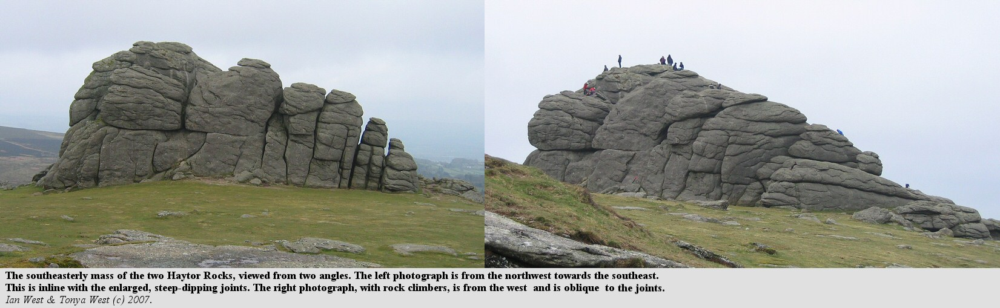 The southeasterly mass of the two Haytor Rocks, viewed from two angles. The left photograph is from the northwest towards the southeast.
This is inline with the enlarged, steep-dipping joints. The right photograph, with rock climbers, is from the west and is oblique to the joints.
Ian West & Tonya West (c) 2007.